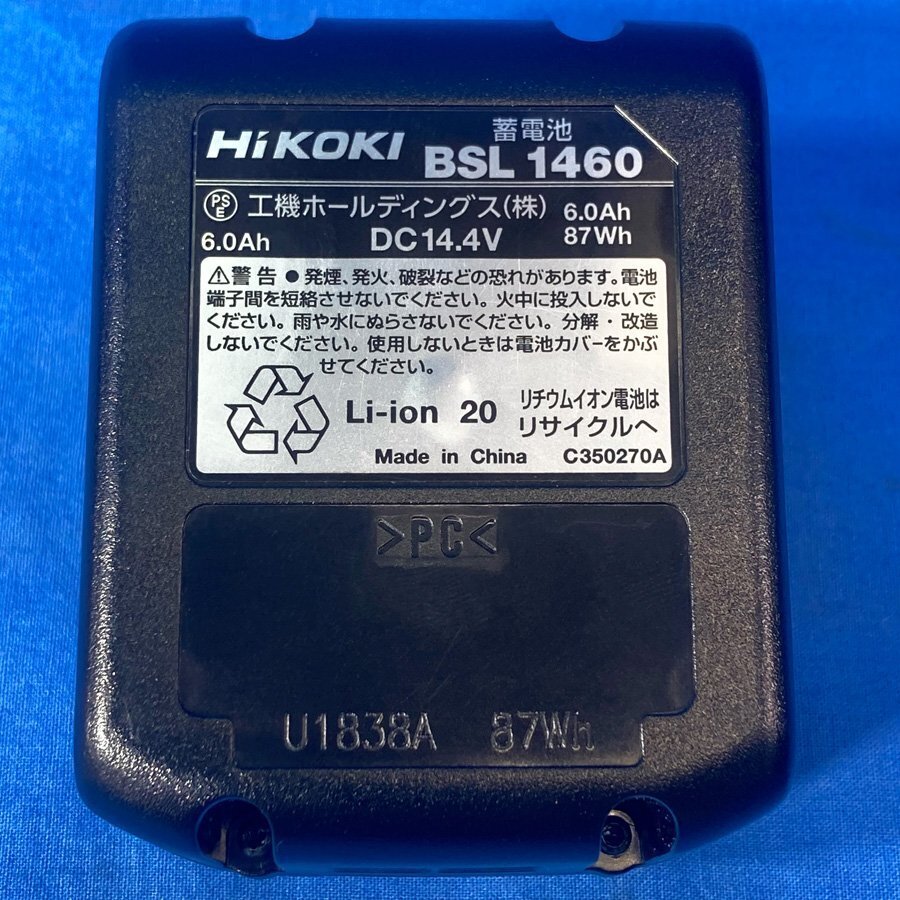 HiKOKI 蓄電池
BSL 1460
PS E 工機ホールディングス(株) 6.0Ah
6.0Ah DC14.4V 87Wh
⚠警告 ● 発煙、発火、破裂などの恐れがあります。電池
端子間を短絡させないでください。火中に投入しないで
ください。雨や水にぬらさないでください。分解・改造
しないでください。使用しないときは電池カバーをかぶ
せてください。
Li-ion 20 リチウムイオン電池は
リサイクルへ
Made in China C350270A
>PC<
U1838A 87Wh